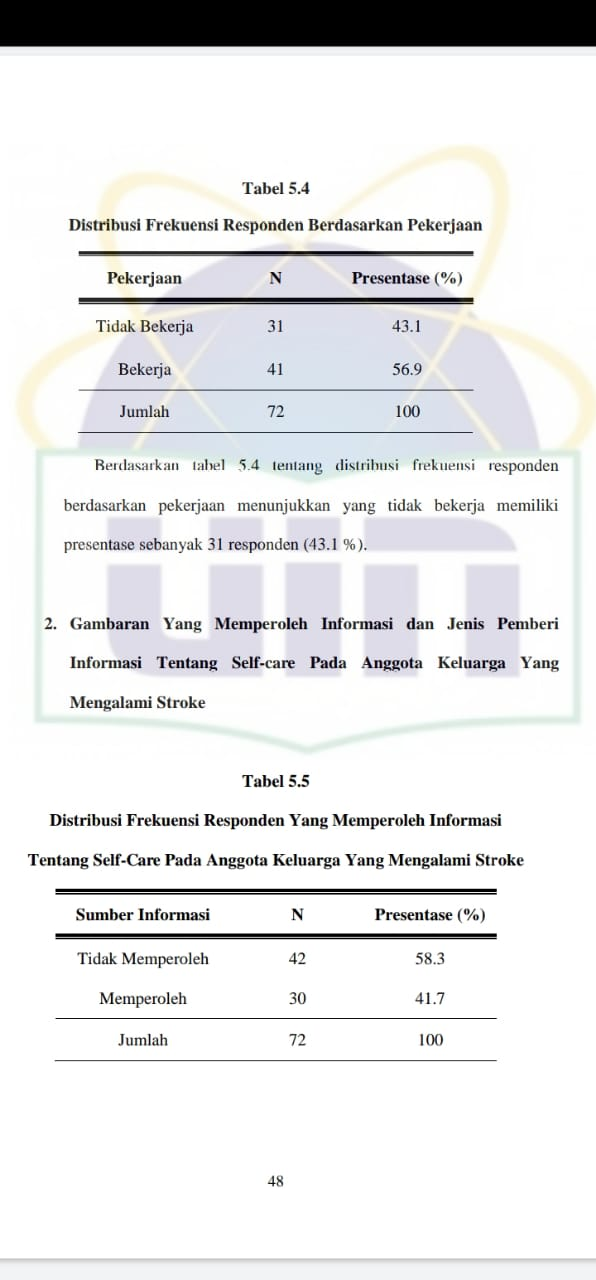 Tabel 5.4
Distribusi Frekuensi Responden Berdasarkan Pekerjaan
Pekerjaan N Presentase (%)
Tidak Bekerja 31 43.1
Bekerja 41 56.9
Jumlah 72 100
Berdasarkan tabel 5.4 tentang distribusi frekuensi responden
berdasarkan pekerjaan menunjukkan yang tidak bekerja memiliki
presentase sebanyak 31 responden (43.1 %).
2. Gambaran Yang Memperoleh Informasi dan Jenis Pemberi
Informasi Tentang Self-care Pada Anggota Keluarga Yang
Mengalami Stroke
Tabel 5.5
Distribusi Frekuensi Responden Yang Memperoleh Informasi
Tentang Self-Care Pada Anggota Keluarga Yang Mengalami Stroke
Sumber Informasi N Presentase (%)
Tidak Memperoleh 42 58.3
Memperoleh 30 41.7
Jumlah 72 100
48
uin